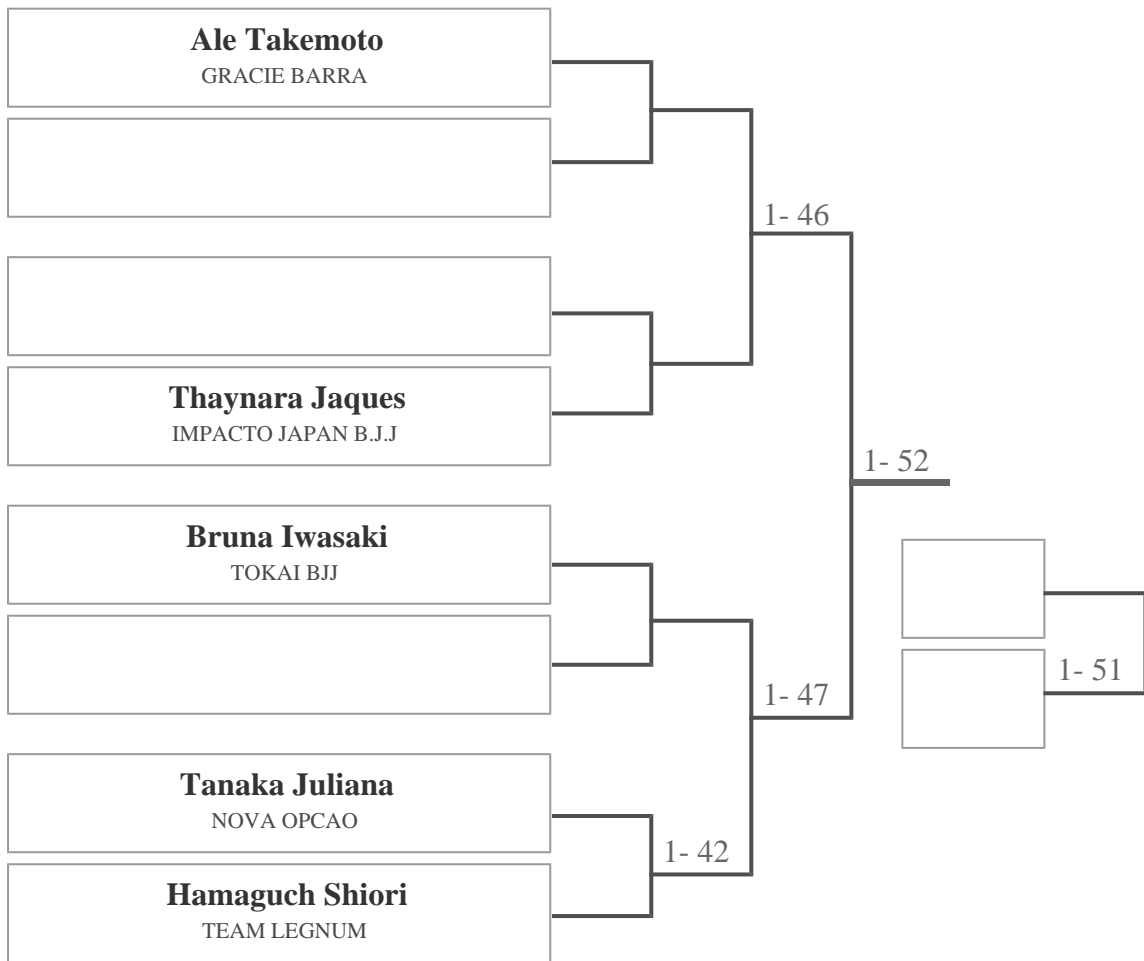 Ale Takemoto
GRACIE BARRA
1- 46
Thaynara Jaques
IMPACTO JAPAN B.J.J
1- 52
Bruna Iwasaki
TOKAI BJJ
1- 51
1- 47
Tanaka Juliana
NOVA OPCAO
1- 42
Hamaguch Shiori
TEAM LEGNUM